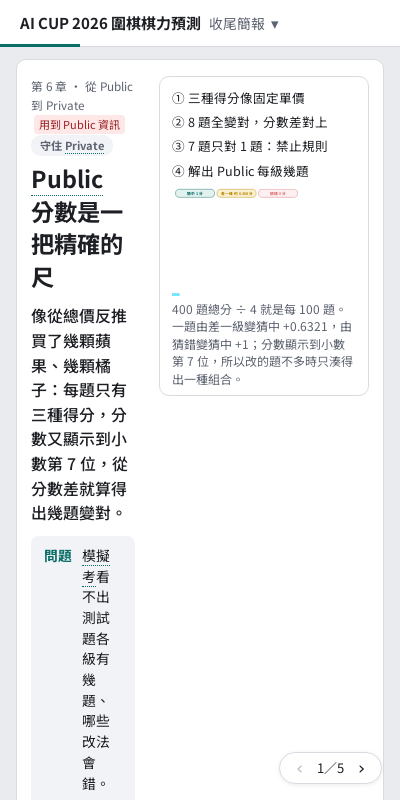 AI CUP 2026 圍棋棋力預測 收尾簡報 ▾
第 6 章 · 從 Public
到 Private
用到 Public 資訊
守住 Private
Public
分數是一
把精確的
尺
像從總價反推
買了幾顆蘋
果、幾顆橘
子：每題只有
三種得分，分
數又顯示到小
數第 7 位，從
分數差就算得
出幾題變對。
問題 模擬
考看
不出
測試
題各
級有
幾
題、
哪些
改法
會
錯。
① 三種得分像固定單價
② 8 題全變對，分數差對上
③ 7 題只對 1 題：禁止規則
④ 解出 Public 每級幾題
400 題總分 ÷ 4 就是每 100 題。
一題由差一級變猜中 +0.6321，由
猜錯變猜中 +1；分數顯示到小數
第 7 位，所以改的題不多時只湊得
出一種組合。
‹ 1／5 ›